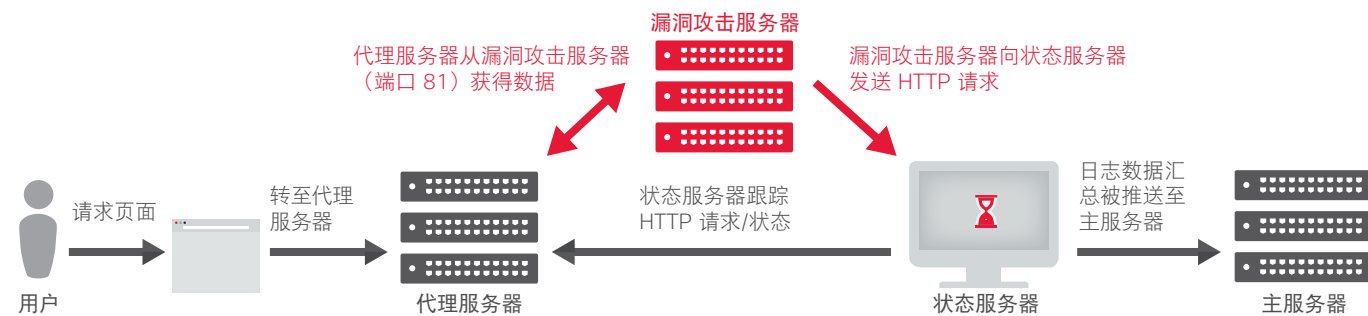 漏洞攻击服务器
代理服务器从漏洞攻击服务器
（端口 81）获得数据
漏洞攻击服务器向状态服务器
发送 HTTP 请求
请求页面
转至代理
服务器
状态服务器跟踪
HTTP 请求/状态
日志数据汇
总被推送至
主服务器
用户
代理服务器
状态服务器
主服务器